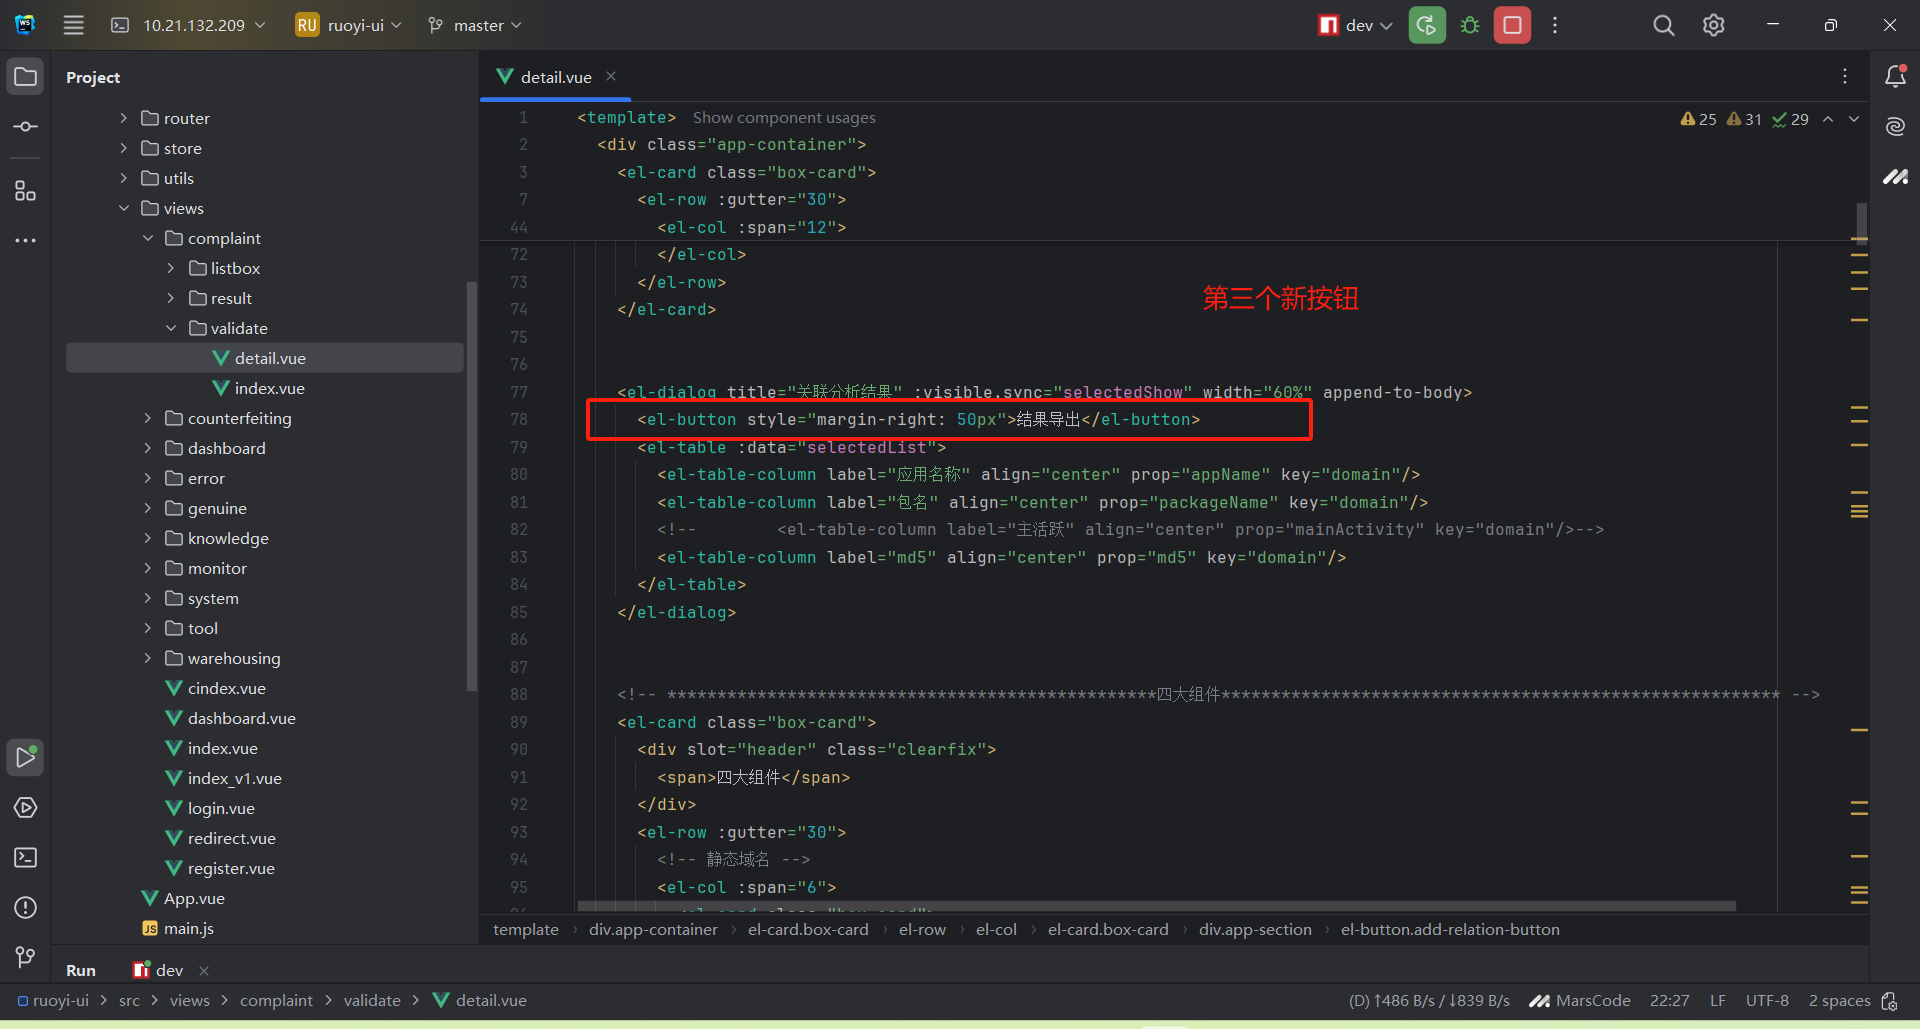 WS
10.21.132.209
RU ruoyi-ui
master
dev
Project
router
store
utils
views
complaint
listbox
result
validate
detail.vue
index.vue
counterfeiting
dashboard
error
genuine
knowledge
monitor
system
tool
warehousing
cindex.vue
dashboard.vue
index.vue
index_v1.vue
login.vue
redirect.vue
register.vue
App.vue
JS main.js
detail.vue
25 31 29
1 <template> Show component usages
2 <div class="app-container">
3 <el-card class="box-card">
7 <el-row :gutter="30">
44 <el-col :span="12">
72 </el-col>
73 </el-row>
74 </el-card>
第三个新按钮
75
76
77 <el-dialog title="关联分析结果" :visible.sync="selectedShow" width="60%" append-to-body>
78 <el-button style="margin-right: 50px">结果导出</el-button>
79 <el-table :data="selectedList">
80 <el-table-column label="应用名称" align="center" prop="appName" key="domain"/>
81 <el-table-column label="包名" align="center" prop="packageName" key="domain"/>
82 <!-- <el-table-column label="主活跃" align="center" prop="mainActivity" key="domain"/>-->
83 <el-table-column label="md5" align="center" prop="md5" key="domain"/>
84 </el-table>
85 </el-dialog>
86
87
88 <!-- *************************************************四大组件******************************************************** -->
89 <el-card class="box-card">
90 <div slot="header" class="clearfix">
91 <span>四大组件</span>
92 </div>
93 <el-row :gutter="30">
94 <!-- 静态域名 -->
95 <el-col :span="6">
template > div.app-container > el-card.box-card > el-row > el-col > el-card.box-card > div.app-section > el-button.add-relation-button
Run dev
ruoyi-ui > src > views > complaint > validate > detail.vue
(D) ↑486 B/s / ↓839 B/s MarsCode 22:27 LF UTF-8 2 spaces